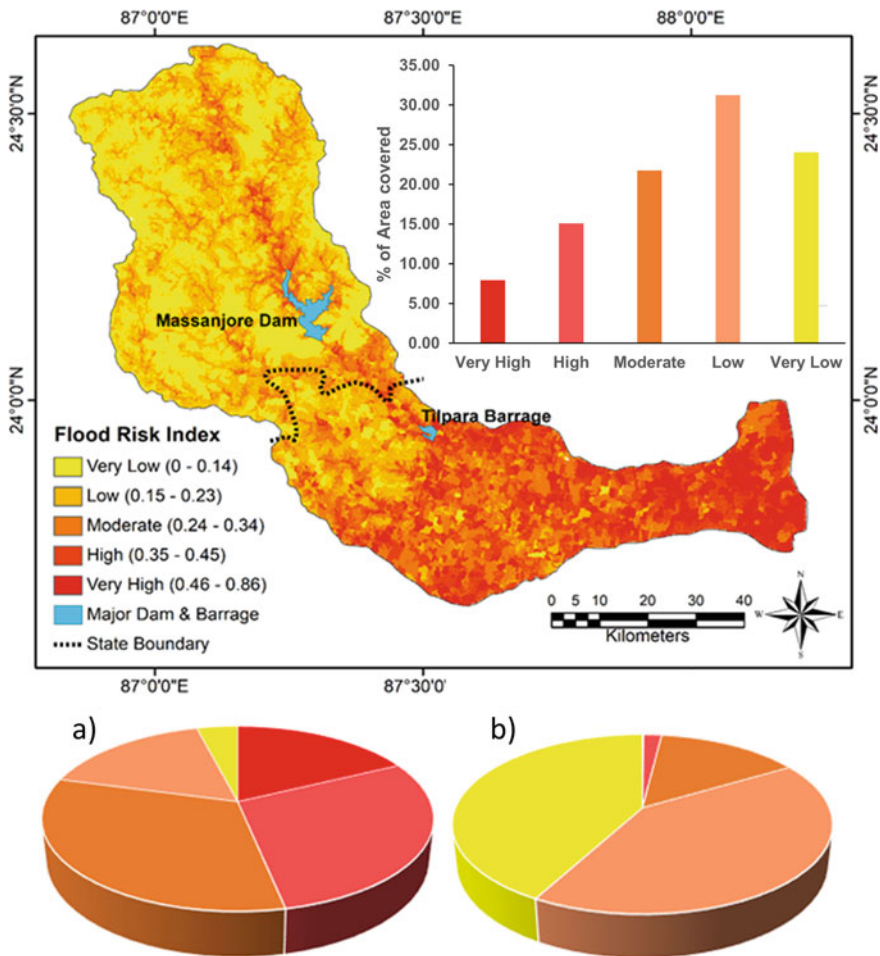 87°0'0"E 87°30'0"E 88°0'0"E
24°30'0"N
24°0'0"N
35.00
30.00
25.00
20.00
15.00
10.00
5.00
0.00
% of Area covered
Very High High Moderate Low Very Low
24°30'0"N
24°0'0"N
Massanjore Dam
Tilpara Barrage
Flood Risk Index
Very Low (0 - 0.14)
Low (0.15 - 0.23)
Moderate (0.24 - 0.34)
High (0.35 - 0.45)
Very High (0.46 - 0.86)
Major Dam & Barrage
State Boundary
0 5 10 20 30 40
Kilometers
N
W E
S
87°0'0"E 87°30'0' 88°0'0"E
a) b)